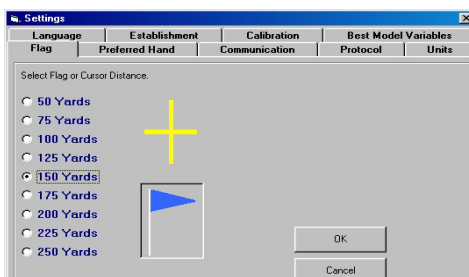 Settings
Language Establishment Calibration Best Model Variables
Flag Preferred Hand Communication Protocol Units
Select Flag or Cursor Distance.
50 Yards
75 Yards
100 Yards
125 Yards
150 Yards
175 Yards
200 Yards
225 Yards
250 Yards
OK
Cancel